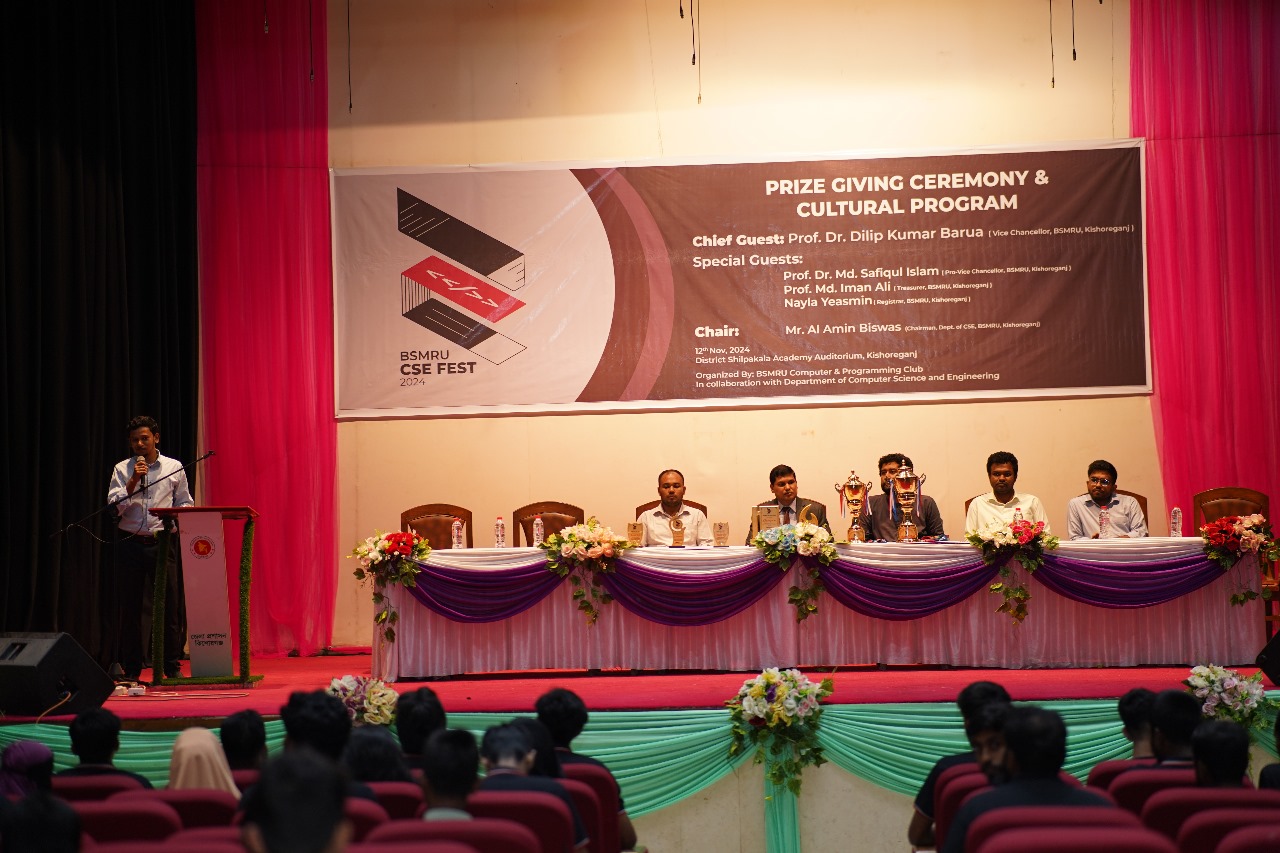 PRIZE GIVING CEREMONY &
CULTURAL PROGRAM
Chief Guest: Prof. Dr. Dilip Kumar Barua ( Vice Chancellor, BSMRU, Kishoreganj )
Special Guests:
Prof. Dr. Md. Safiqul Islam ( Pro-Vice Chancellor, BSMRU, Kishoreganj )
Prof. Md. Iman Ali ( Treasurer, BSMRU, Kishoreganj )
Nayla Yeasmin ( Registrar, BSMRU, Kishoreganj )
Chair: Mr. Al Amin Biswas (Chairman, Dept. of CSE, BSMRU, Kishoreganj)
12th Nov, 2024
District Shilpakala Academy Auditorium, Kishoreganj
Organized By: BSMRU Computer & Programming Club
In collaboration with Department of Computer Science and Engineering
<</>>
BSMRU
CSE FEST
2024
জেলা প্রশাসন
কিশোরগঞ্জ